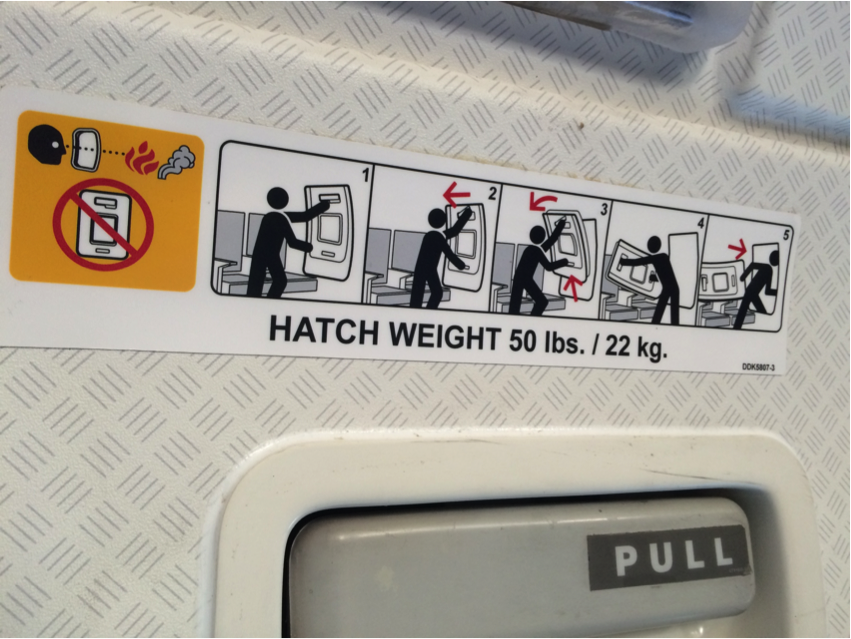 1
2
3
4
5
HATCH WEIGHT 50 lbs. / 22 kg.
DDK5807-3
PULL